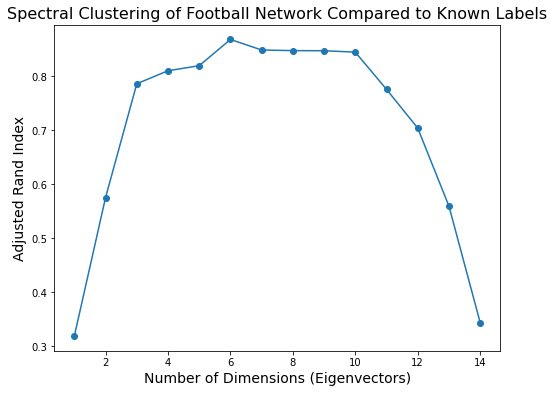 Spectral Clustering of Football Network Compared to Known Labels
Adjusted Rand Index
0.8
0.7
0.6
0.5
0.4
0.3
2 4 6 8 10 12 14
Number of Dimensions (Eigenvectors)